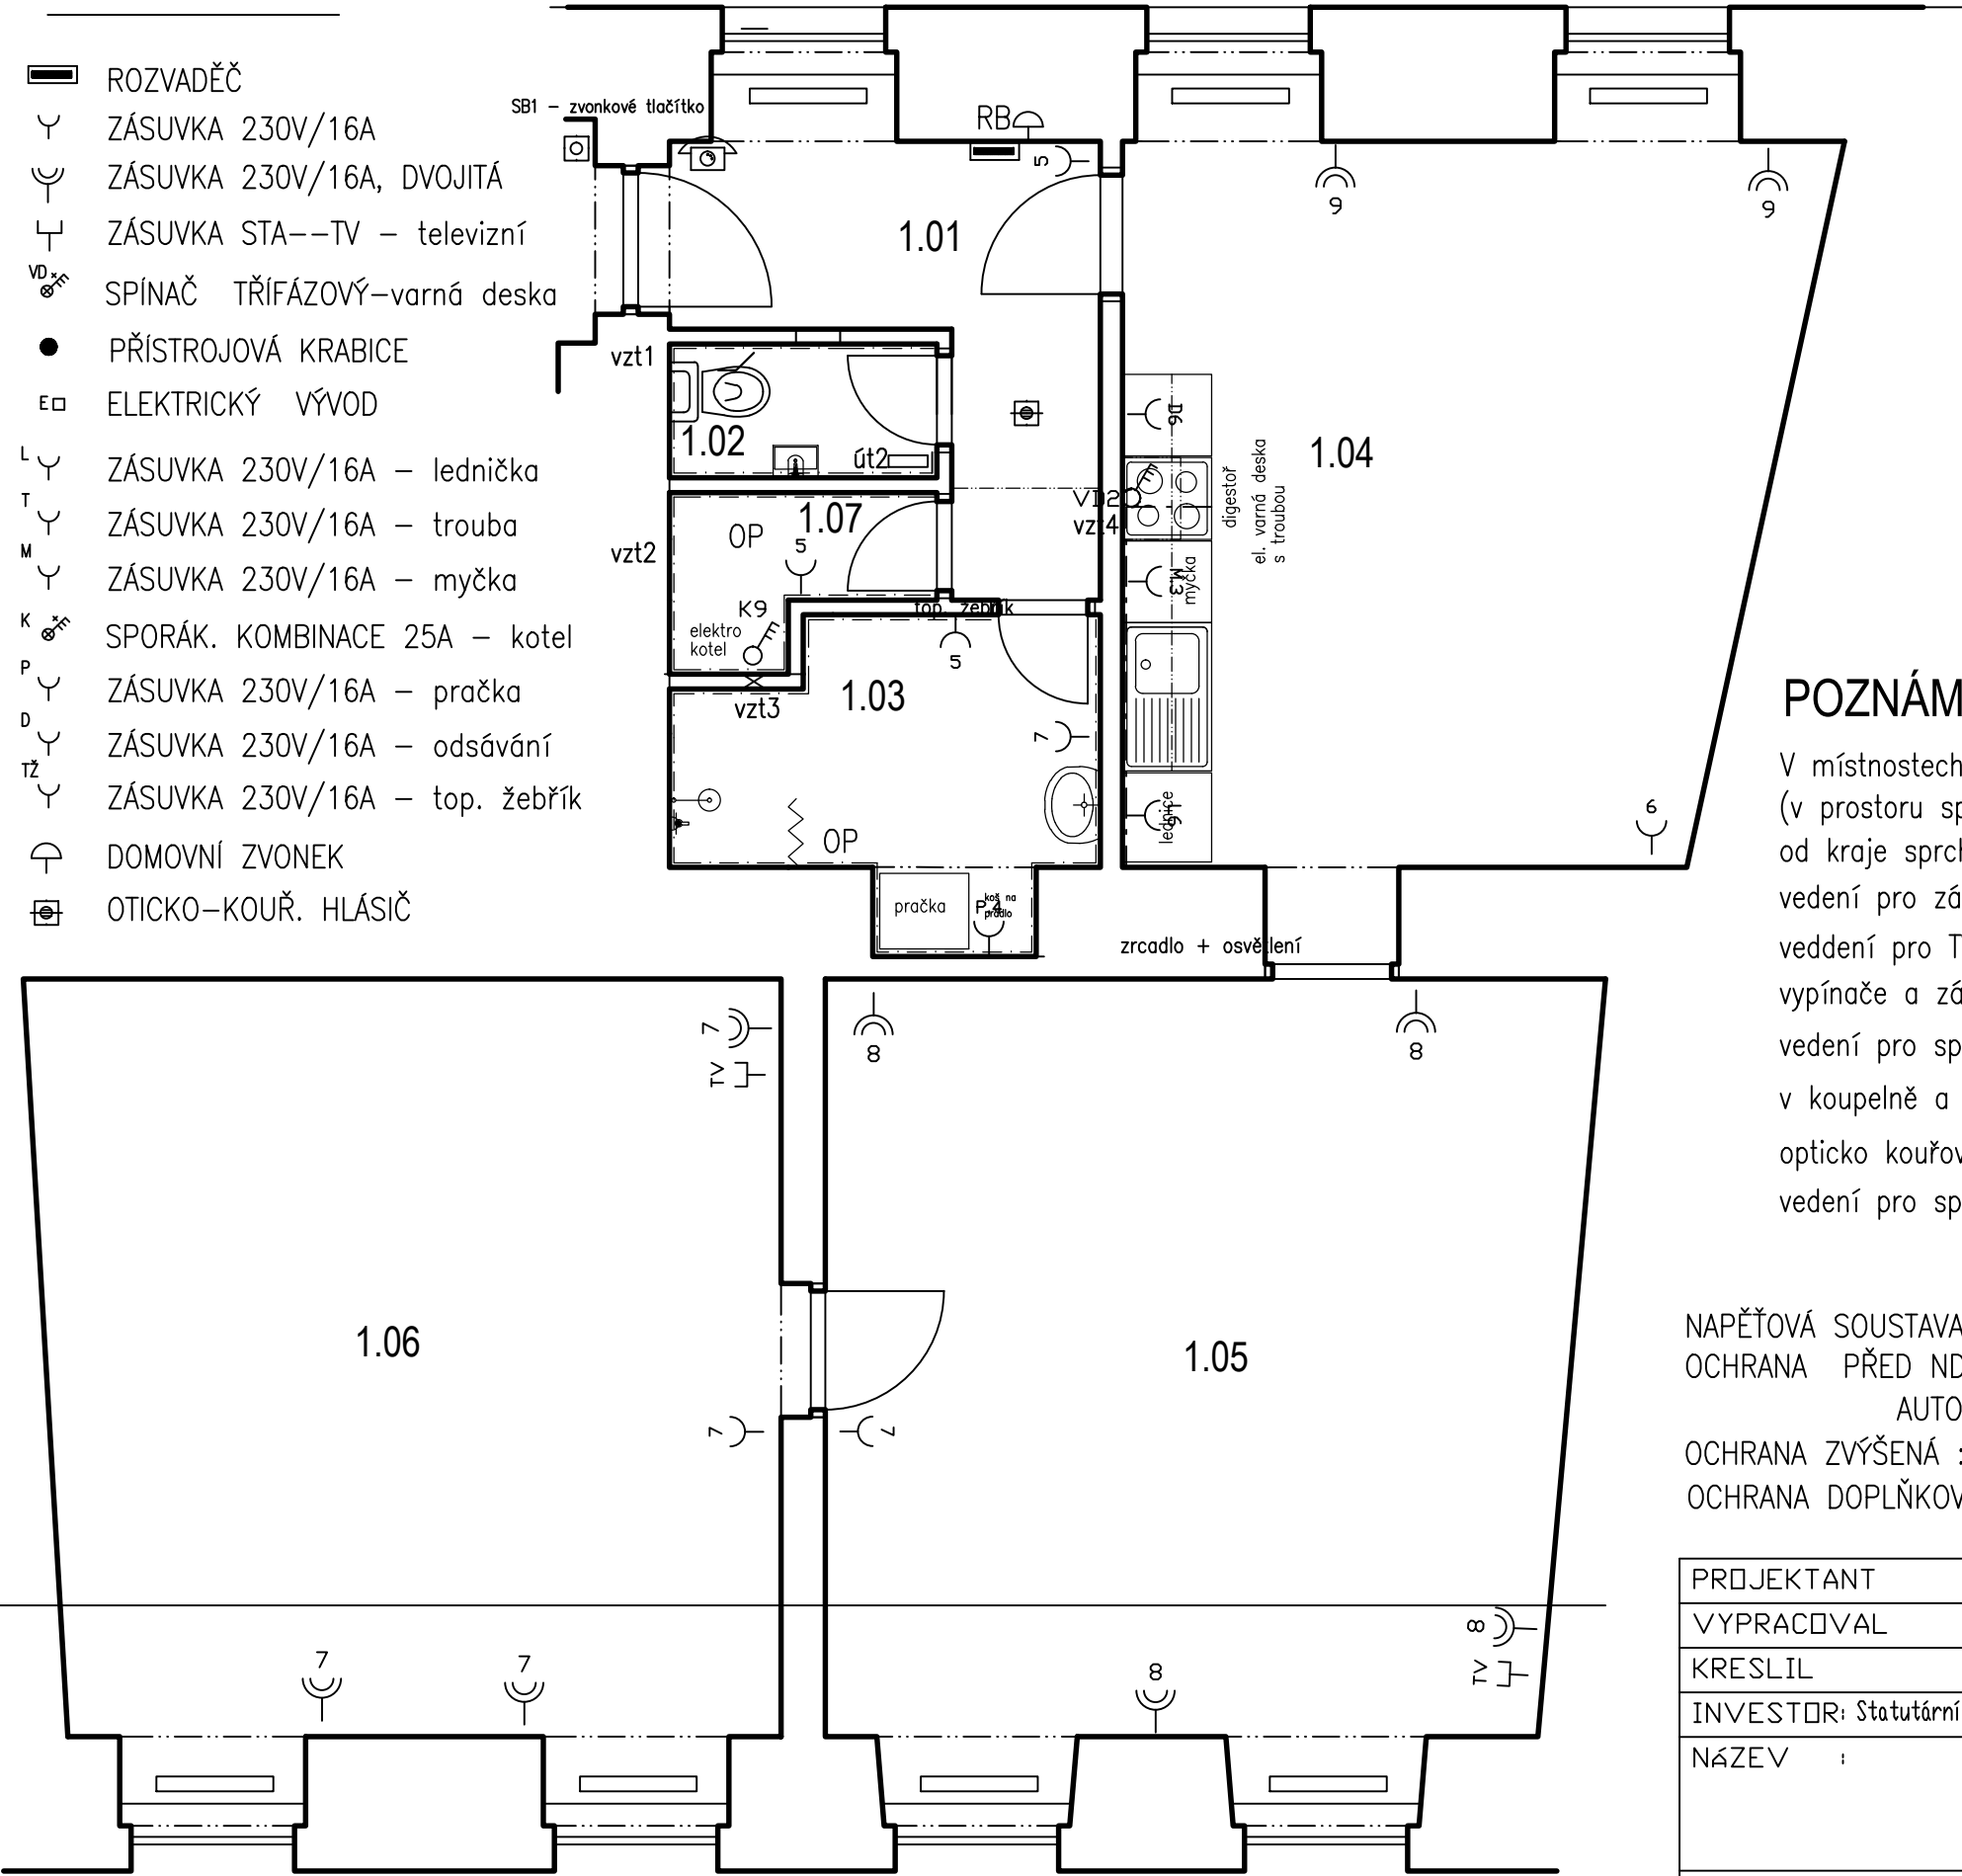 ROZVADĚČ
ZÁSUVKA 230V/16A
ZÁSUVKA 230V/16A, DVOJITÁ
ZÁSUVKA STA--TV - televizní
VD
SPÍNAČ TŘÍFÁZOVÝ-varná deska
PŘÍSTROJOVÁ KRABICE
E
ELEKTRICKÝ VÝVOD
L
ZÁSUVKA 230V/16A - lednička
T
ZÁSUVKA 230V/16A - trouba
M
ZÁSUVKA 230V/16A - myčka
K
SPORÁK. KOMBINACE 25A - kotel
P
ZÁSUVKA 230V/16A - pračka
D
ZÁSUVKA 230V/16A - odsávání
TŽ
ZÁSUVKA 230V/16A - top. žebřík
DOMOVNÍ ZVONEK
OTICKO-KOUŘ. HLÁSIČ
SB1 - zvonkové tlačítko
RB
5
9
9
1.01
vzt1
1.02
út2
D6
1.04
digestoř
el. varná deska
s troubou
VD2
vzt4
1.07
OP
5
vzt2
K9
elektro
kotel
top. žebřík
5
M3
myčka
vzt3
1.03
7
OP
L6
lednice
6
pračka
P4
koš na
prádlo
zrcadlo + osvětlení
7
TV
8
8
1.06
1.05
7
7
7
7
8
8
TV
POZNÁM
V místnostech
(v prostoru sp
od kraje sprch
vedení pro zá
veddení pro T
vypínače a zá
vedení pro sp
v koupelně a
opticko kouřov
vedení pro sp
NAPĚŤOVÁ SOUSTAVA
OCHRANA PŘED ND
AUTO
OCHRANA ZVÝŠENÁ :
OCHRANA DOPLŇKOV
PROJEKTANT
VYPRACOVAL
KRESLIL
INVESTOR: Statutární
NÁZEV :